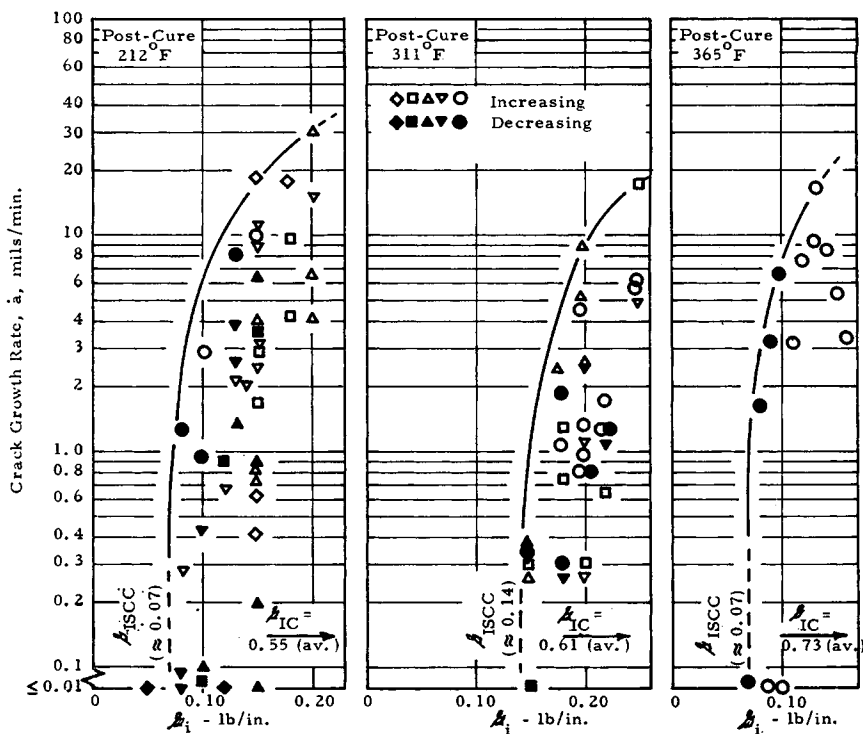 Crack Growth Rate, ȧ, mils/min.
100
80
60
40
30
20
10
8
6
4
3
2
1.0
0.8
0.6
0.4
0.3
0.2
0.1
≤ 0.01
Post-Cure
212°F
𝒢ISCC
(≈ 0.07)
𝒢IC =
0.55 (av.)
0 0.10 0.20
𝒢i - lb/in.
Post-Cure
311°F
Increasing
Decreasing
𝒢ISCC
(≈ 0.14)
𝒢IC =
0.61 (av.)
0 0.10 0.20
𝒢i - lb/in.
Post-Cure
365°F
𝒢ISCC
(≈ 0.07)
𝒢IC =
0.73 (av.)
0 0.10
𝒢i - lb/in.